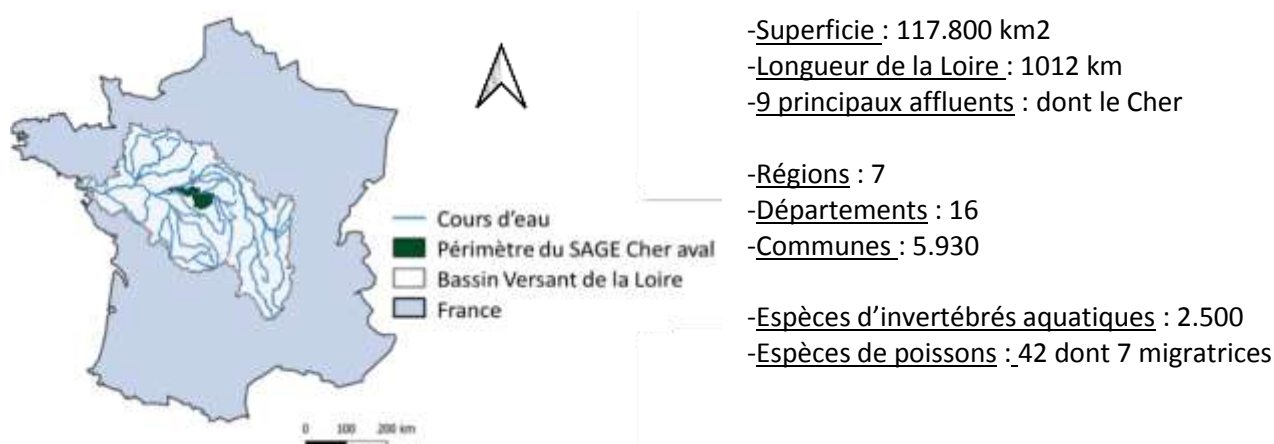 Cours d'eau
Périmètre du SAGE Cher aval
Bassin Versant de la Loire
France
0 100 200 km
-Superficie : 117.800 km2
-Longueur de la Loire : 1012 km
-9 principaux affluents : dont le Cher
-Régions : 7
-Départements : 16
-Communes : 5.930
-Espèces d’invertébrés aquatiques : 2.500
-Espèces de poissons : 42 dont 7 migratrices